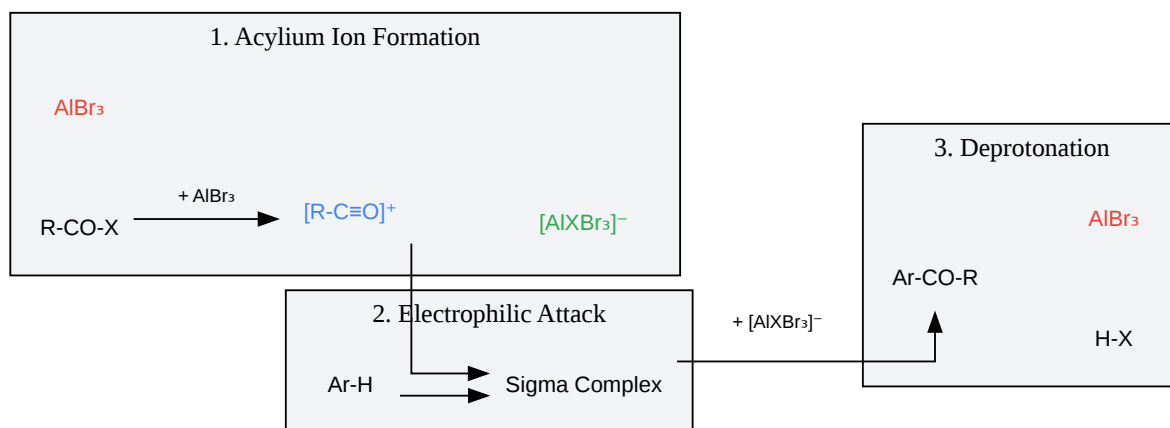 1. Acylium Ion Formation
AlBr₃
R-CO-X
+ AlBr₃
[R-C≡O]⁺
[AlXBr₃]⁻
2. Electrophilic Attack
Ar-H
Sigma Complex
+ [AlXBr₃]⁻
3. Deprotonation
AlBr₃
Ar-CO-R
H-X